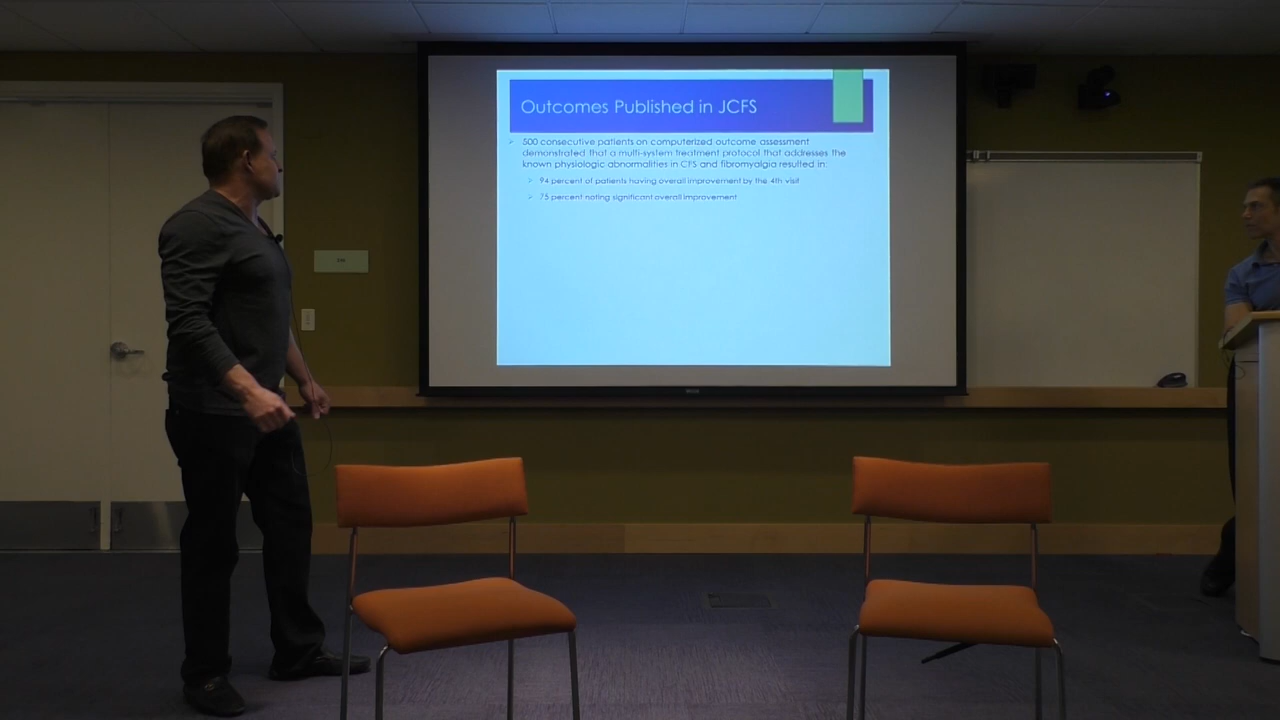 Outcomes Published in JCFS
500 consecutive patients on computerized outcome assessment
demonstrated that a multi-system treatment protocol that addresses the
known physiologic abnormalities in CFS and fibromyalgia resulted in:
94 percent of patients having overall improvement by the 4th visit
75 percent noting significant overall improvement